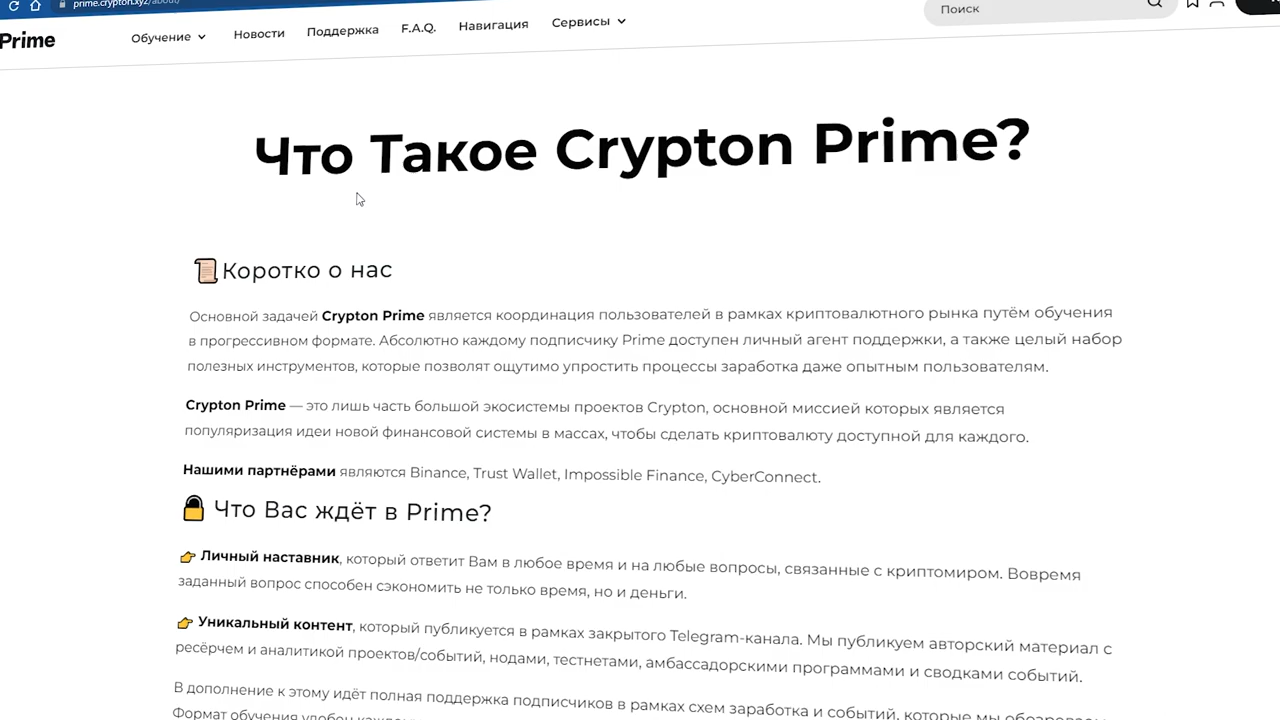 prime.crypton.xyz/about/
Prime
Обучение
Новости
Поддержка
F.A.Q.
Навигация
Сервисы
Поиск
Что Такое Crypton Prime?
📜Коротко о нас
Основной задачей Crypton Prime является координация пользователей в рамках криптовалютного рынка путём обучения
в прогрессивном формате. Абсолютно каждому подписчику Prime доступен личный агент поддержки, а также целый набор
полезных инструментов, которые позволят ощутимо упростить процессы заработка даже опытным пользователям.
Crypton Prime — это лишь часть большой экосистемы проектов Crypton, основной миссией которых является
популяризация идеи новой финансовой системы в массах, чтобы сделать криптовалюту доступной для каждого.
Нашими партнёрами являются Binance, Trust Wallet, Impossible Finance, CyberConnect.
🔒 Что Вас ждёт в Prime?
👉 Личный наставник, который ответит Вам в любое время и на любые вопросы, связанные с криптомиром. Вовремя
заданный вопрос способен сэкономить не только время, но и деньги.
👉 Уникальный контент, который публикуется в рамках закрытого Telegram-канала. Мы публикуем авторский материал с
ресёрчем и аналитикой проектов/событий, нодами, тестнетами, амбассадорскими программами и сводками событий.
В дополнение к этому идёт полная поддержка подписчиков в рамках схем заработка и событий, которые мы
Формат обучения удобен